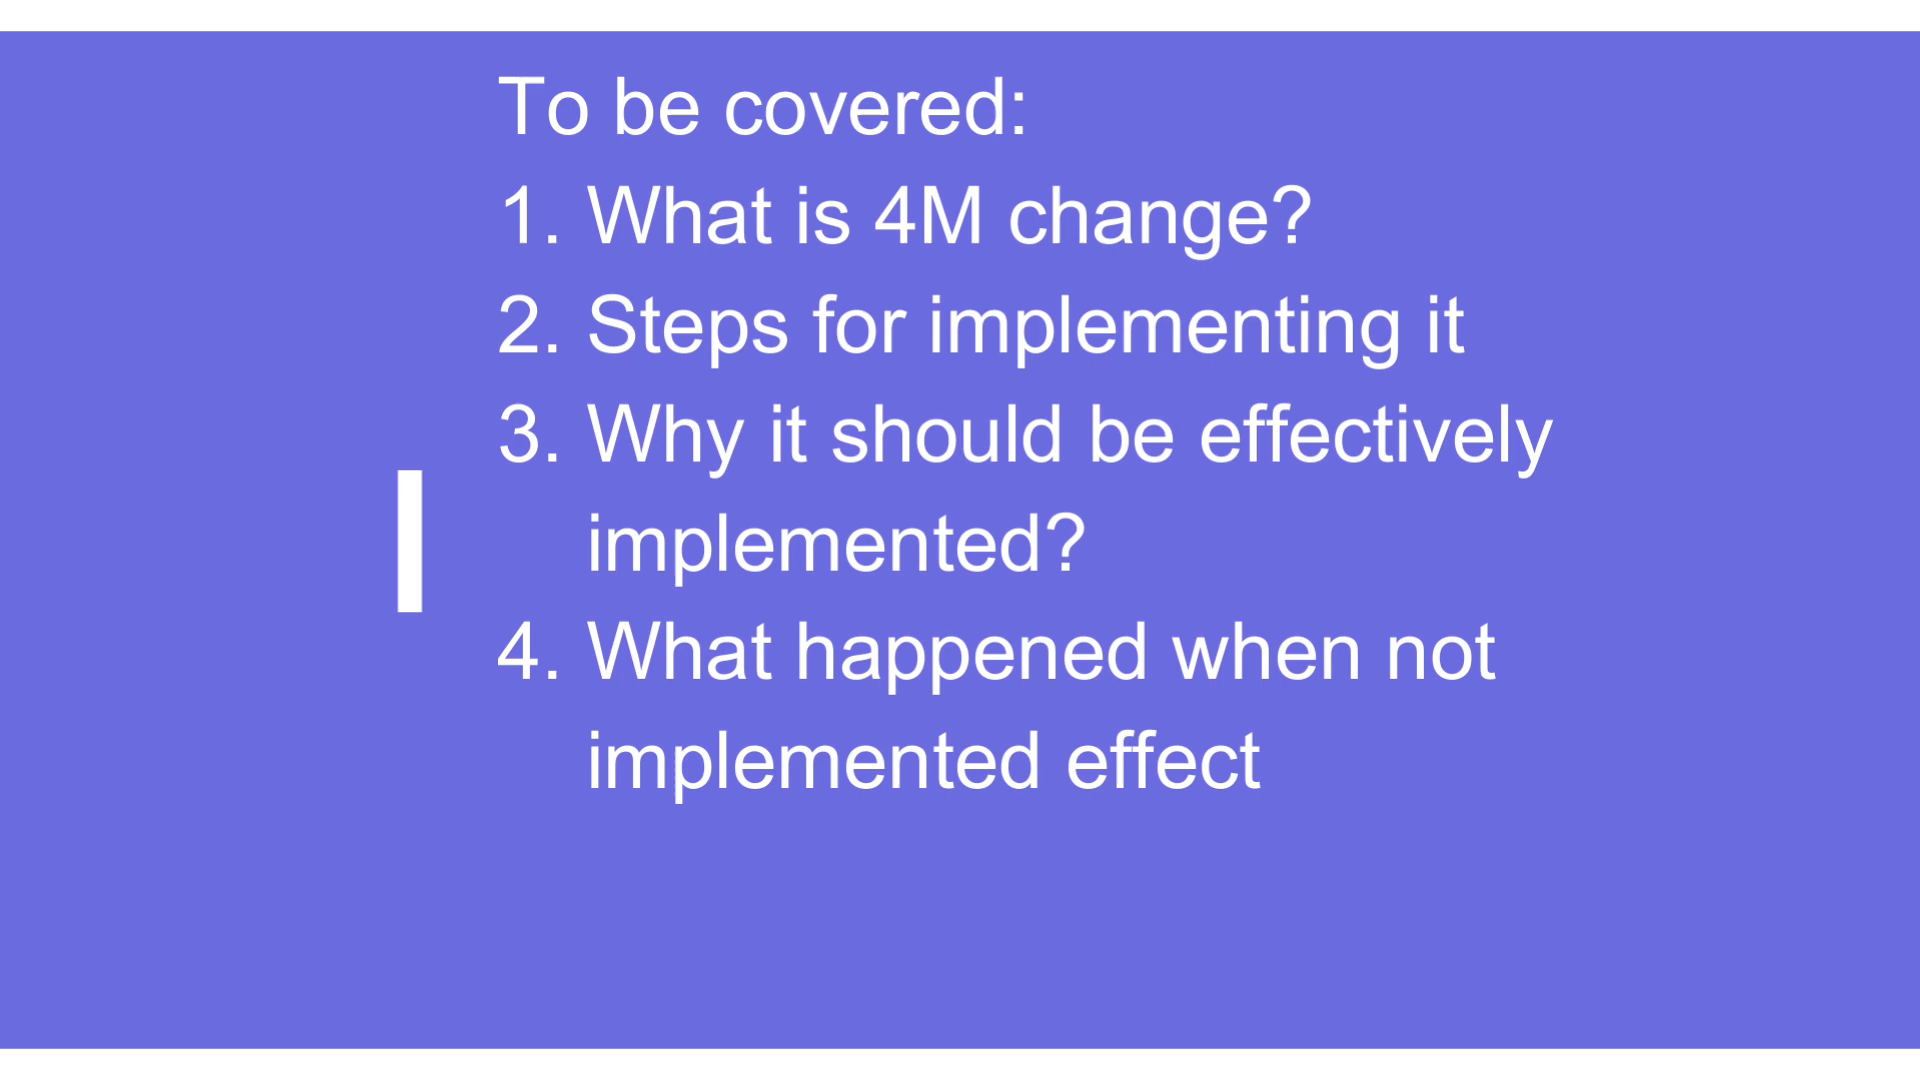 To be covered:
1. What is 4M change?
2. Steps for implementing it
3. Why it should be effectively
implemented?
4. What happened when not
implemented effect